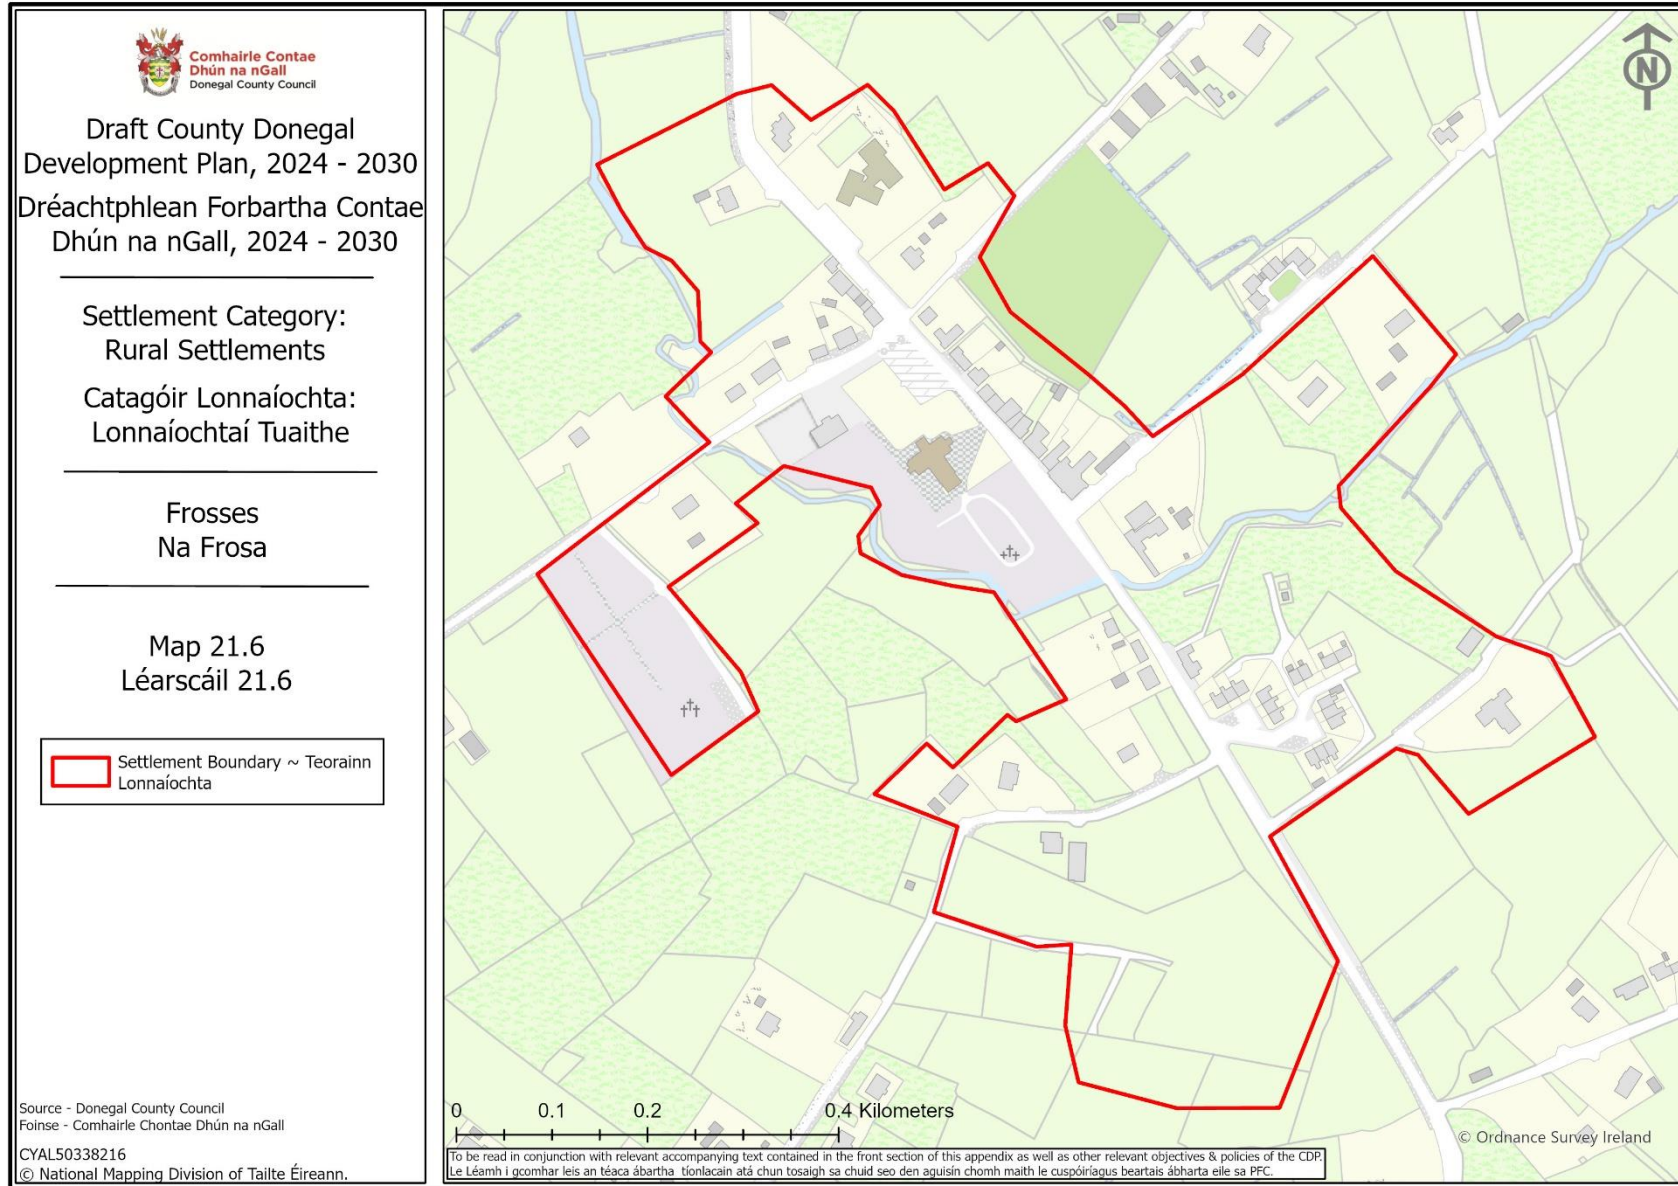 Comhairle Contae
Dhún na nGall
Donegal County Council
Draft County Donegal
Development Plan, 2024 - 2030
Dréachtphlean Forbartha Contae
Dhún na nGall, 2024 - 2030
Settlement Category:
Rural Settlements
Catagóir Lonnaíochta:
Lonnaíochtaí Tuaithe
Frosses
Na Frosa
Map 21.6
Léarscáil 21.6
Settlement Boundary ~ Teorainn
Lonnaíochta
Source - Donegal County Council
Foinse - Comhairle Chontae Dhún na nGall
CYAL50338216
© National Mapping Division of Tailte Éireann.
N
0 0.1 0.2 0.4 Kilometers
© Ordnance Survey Ireland
To be read in conjunction with relevant accompanying text contained in the front section of this appendix as well as other relevant objectives & policies of the CDP.
Le Léamh i gcomhar leis an téaca ábartha tíonlacain atá chun tosaigh sa chuid seo den aguisín chomh maith le cuspóiríagus beartais ábharta eile sa PFC.